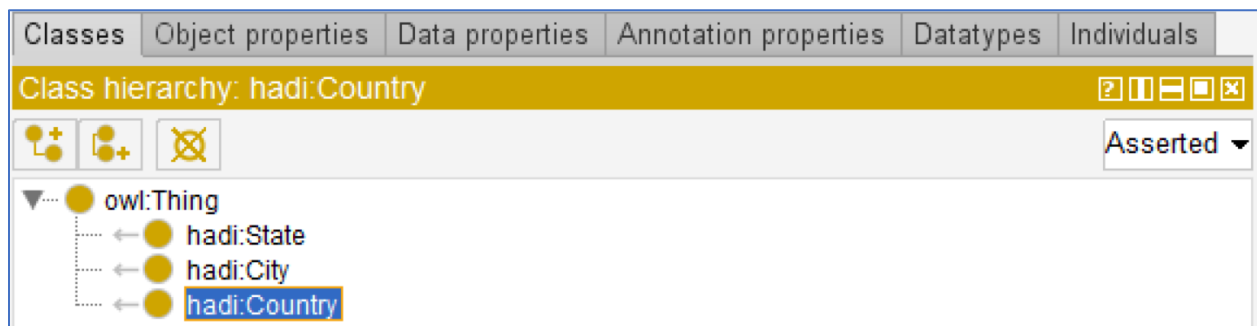 Classes Object properties Data properties Annotation properties Datatypes Individuals
Class hierarchy: hadi:Country
Asserted
owl:Thing
hadi:State
hadi:City
hadi:Country